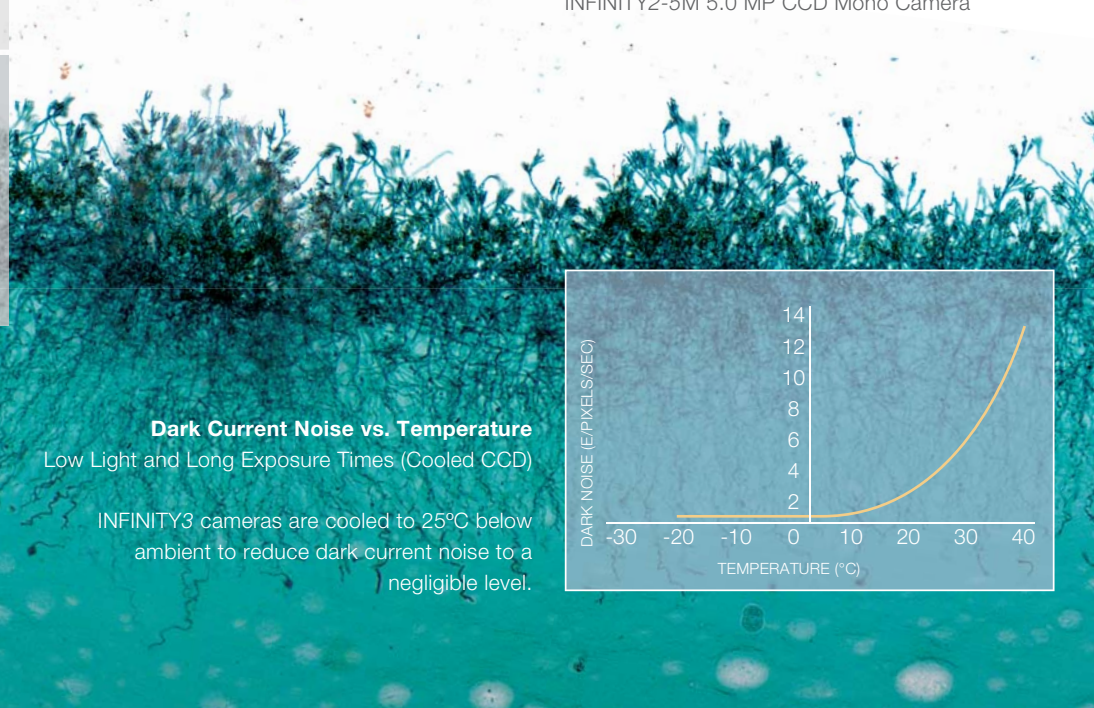 INFINITY2-5M 5.0 MP CCD Mono Camera
Dark Current Noise vs. Temperature
Low Light and Long Exposure Times (Cooled CCD)
INFINITY3 cameras are cooled to 25ºC below
ambient to reduce dark current noise to a
negligible level.
DARK NOISE (E/PIXELS/SEC)
14
12
10
8
6
4
2
-30 -20 -10 0 10 20 30 40
TEMPERATURE (°C)